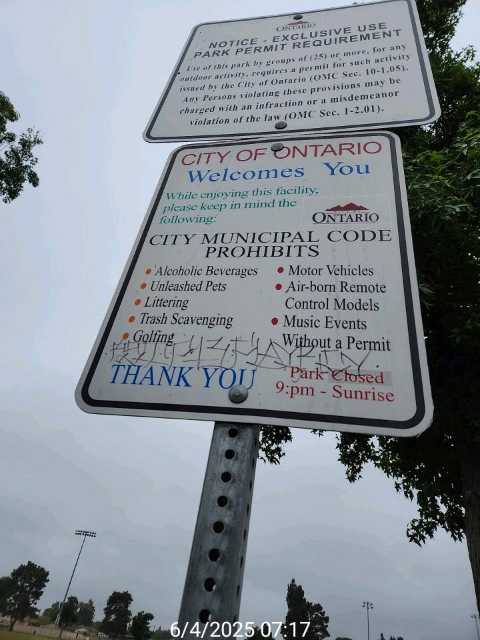 ONTARIO
NOTICE - EXCLUSIVE USE
PARK PERMIT REQUIREMENT
Use of this park by groups of (25) or more, for any
outdoor activity, requires a permit for such activity
issued by the City of Ontario (OMC Sec. 10-1.05).
Any Persons violating these provisions may be
charged with an infraction or a misdemeanor
violation of the law (OMC Sec. 1-2.01).
CITY OF ONTARIO
Welcomes You
While enjoying this facility,
please keep in mind the
following:
ONTARIO
CITY MUNICIPAL CODE
PROHIBITS
• Alcoholic Beverages
• Unleashed Pets
• Littering
• Trash Scavenging
• Golfing
• Motor Vehicles
• Air-born Remote
Control Models
• Music Events
Without a Permit
THANK YOU
Park Closed
9:pm - Sunrise
6/4/2025 07:17